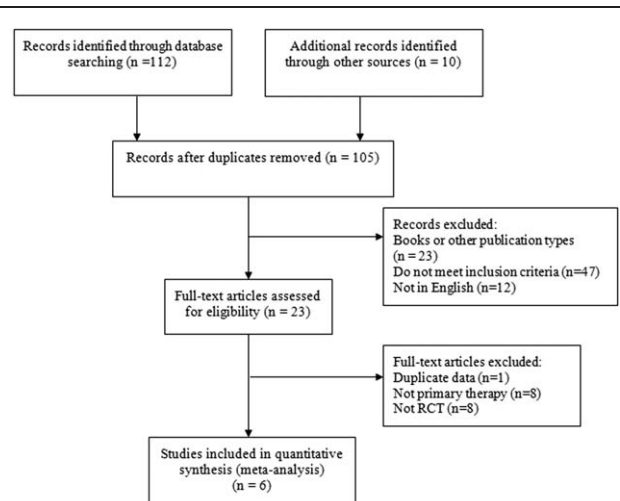 Records identified through database
searching (n =112)
Additional records identified
through other sources (n = 10)
Records after duplicates removed (n = 105)
Records excluded:
Books or other publication types
(n = 23)
Do not meet inclusion criteria (n=47)
Not in English (n=12)
Full-text articles assessed
for eligibility (n = 23)
Full-text articles excluded:
Duplicate data (n=1)
Not primary therapy (n=8)
Not RCT (n=8)
Studies included in quantitative
synthesis (meta-analysis)
(n = 6)